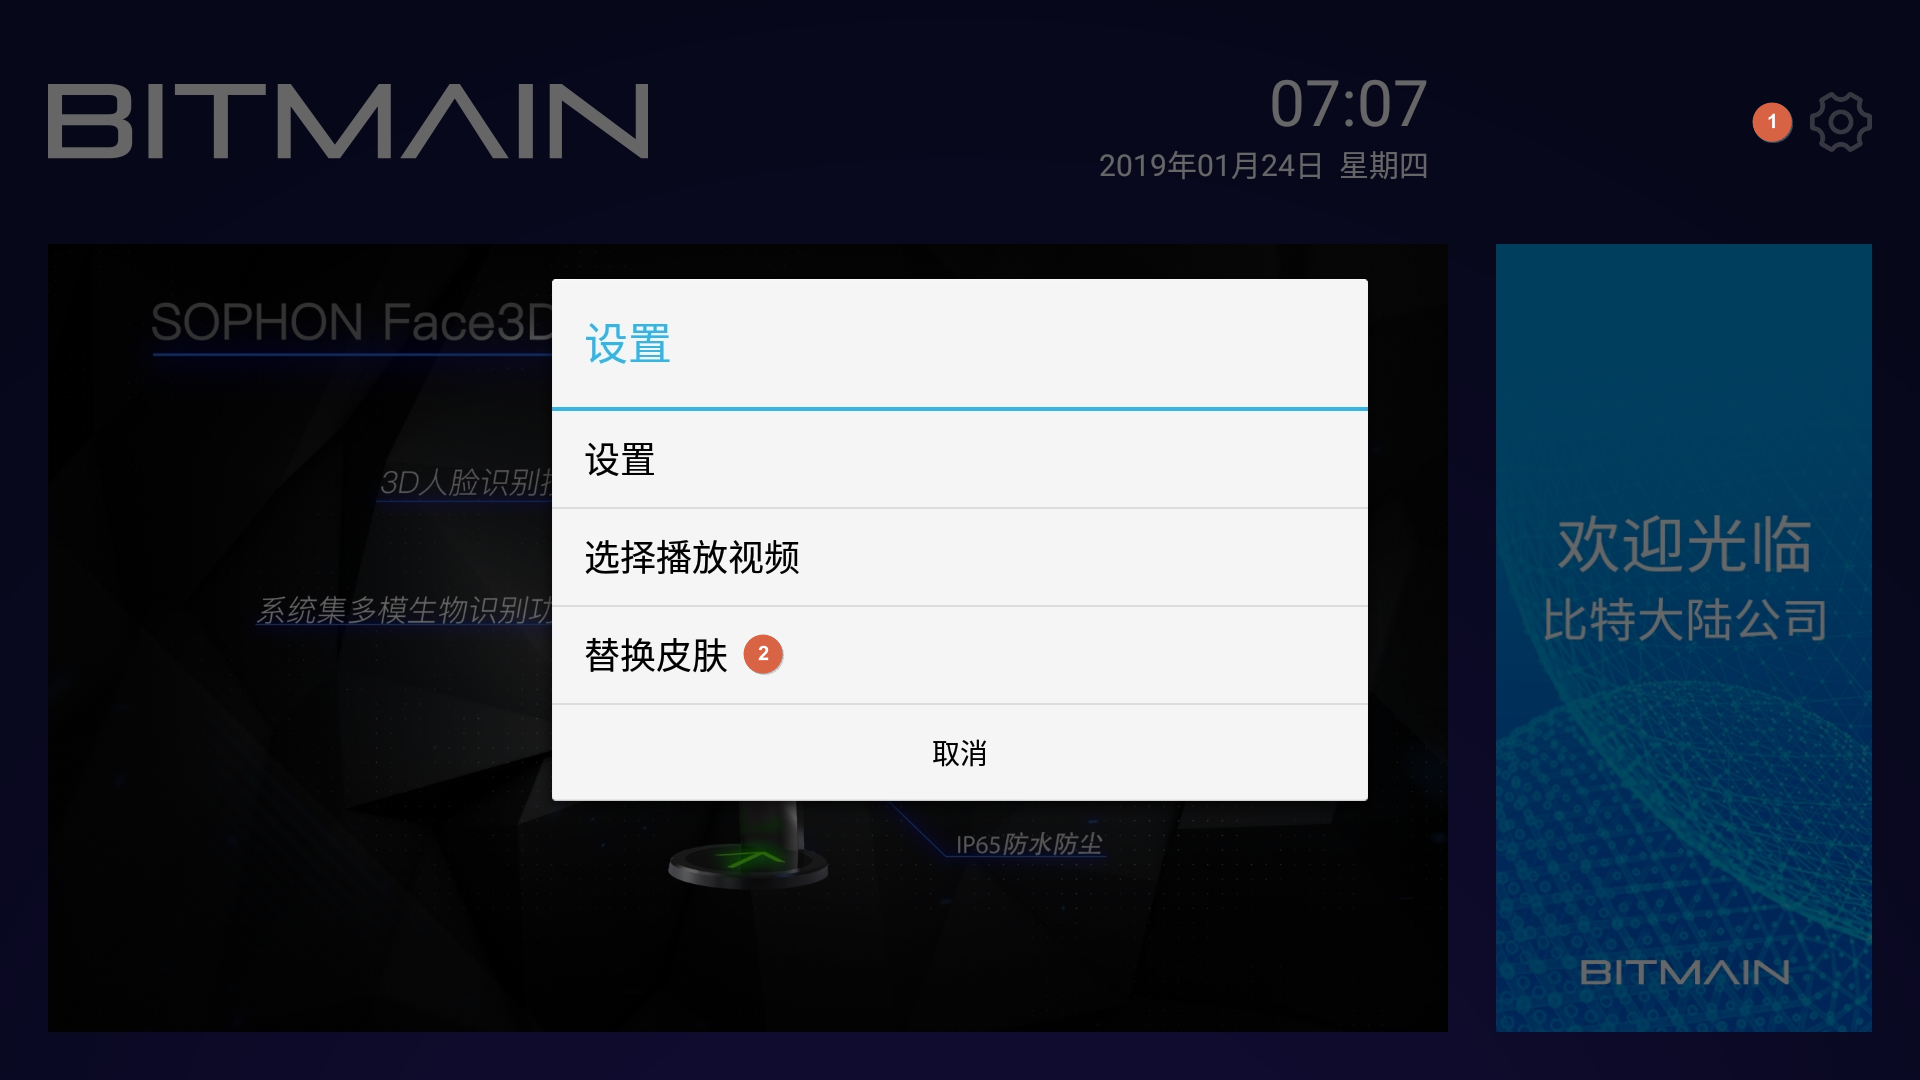 BITMAIN
07:07
2019年01月24日 星期四
1
SOPHON Face3D
3D人脸识别
系统集多模生物识别功
IP65防水防尘
设置
设置
选择播放视频
替换皮肤 2
取消
欢迎光临
比特大陆公司
BITMAIN